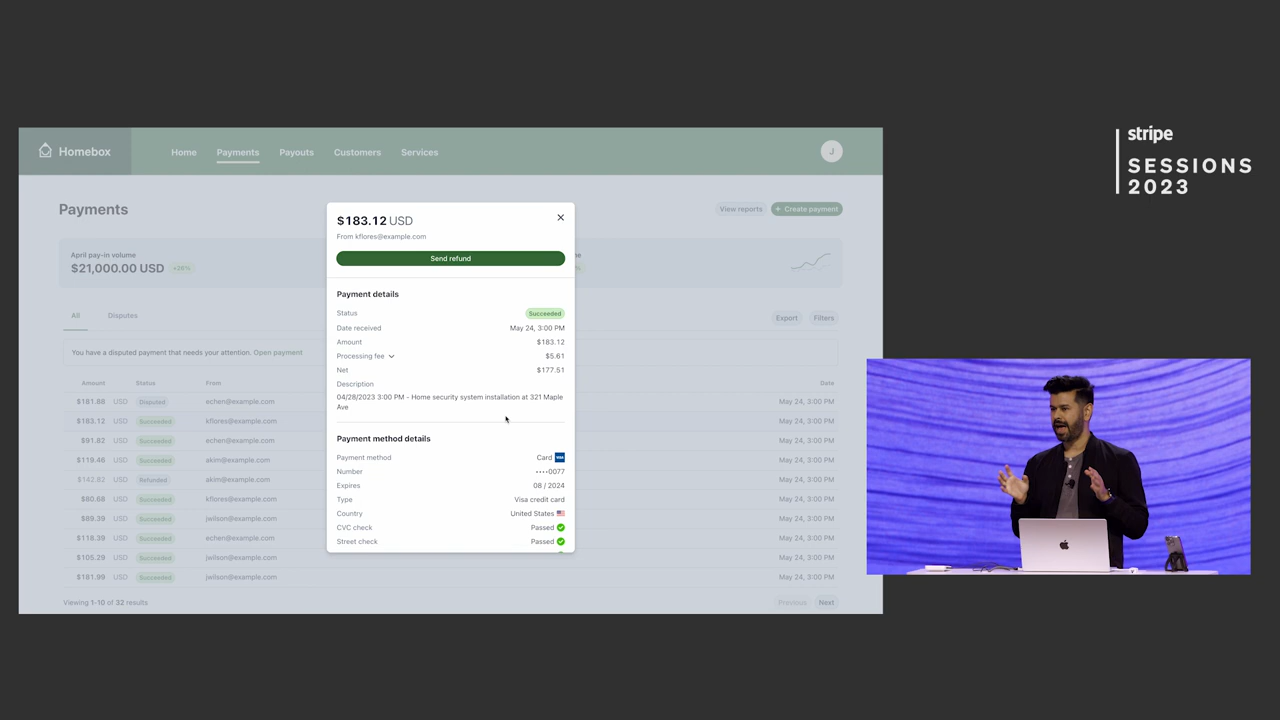 stripe
SESSIONS
2023
Homebox
Home Payments Payouts Customers Services
J
Payments
View reports + Create payment
April pay-in volume
$21,000.00 USD +26%
All Disputes
Export Filters
You have a disputed payment that needs your attention. Open payment
Amount Status From Date
$181.88 USD Disputed echen@example.com May 24, 3:00 PM
$183.12 USD Succeeded kflores@example.com May 24, 3:00 PM
$91.82 USD Succeeded echen@example.com May 24, 3:00 PM
$119.46 USD Succeeded akim@example.com May 24, 3:00 PM
$142.82 USD Refunded akim@example.com May 24, 3:00 PM
$60.68 USD Succeeded kflores@example.com May 24, 3:00 PM
$89.39 USD Succeeded jwilson@example.com May 24, 3:00 PM
$118.39 USD Succeeded echen@example.com May 24, 3:00 PM
$105.29 USD Succeeded jwilson@example.com May 24, 3:00 PM
$181.99 USD Succeeded jwilson@example.com May 24, 3:00 PM
Viewing 1-10 of 32 results
Previous Next
$183.12 USD
From kflores@example.com
Send refund
Payment details
Status Succeeded
Date received May 24, 3:00 PM
Amount $183.12
Processing fee $5.61
Net $177.51
Description
04/28/2023 3:00 PM - Home security system installation at 321 Maple
Ave
Payment method details
Payment method Card VISA
Number ••••0077
Expires 08 / 2024
Type Visa credit card
Country United States
CVC check Passed
Street check Passed